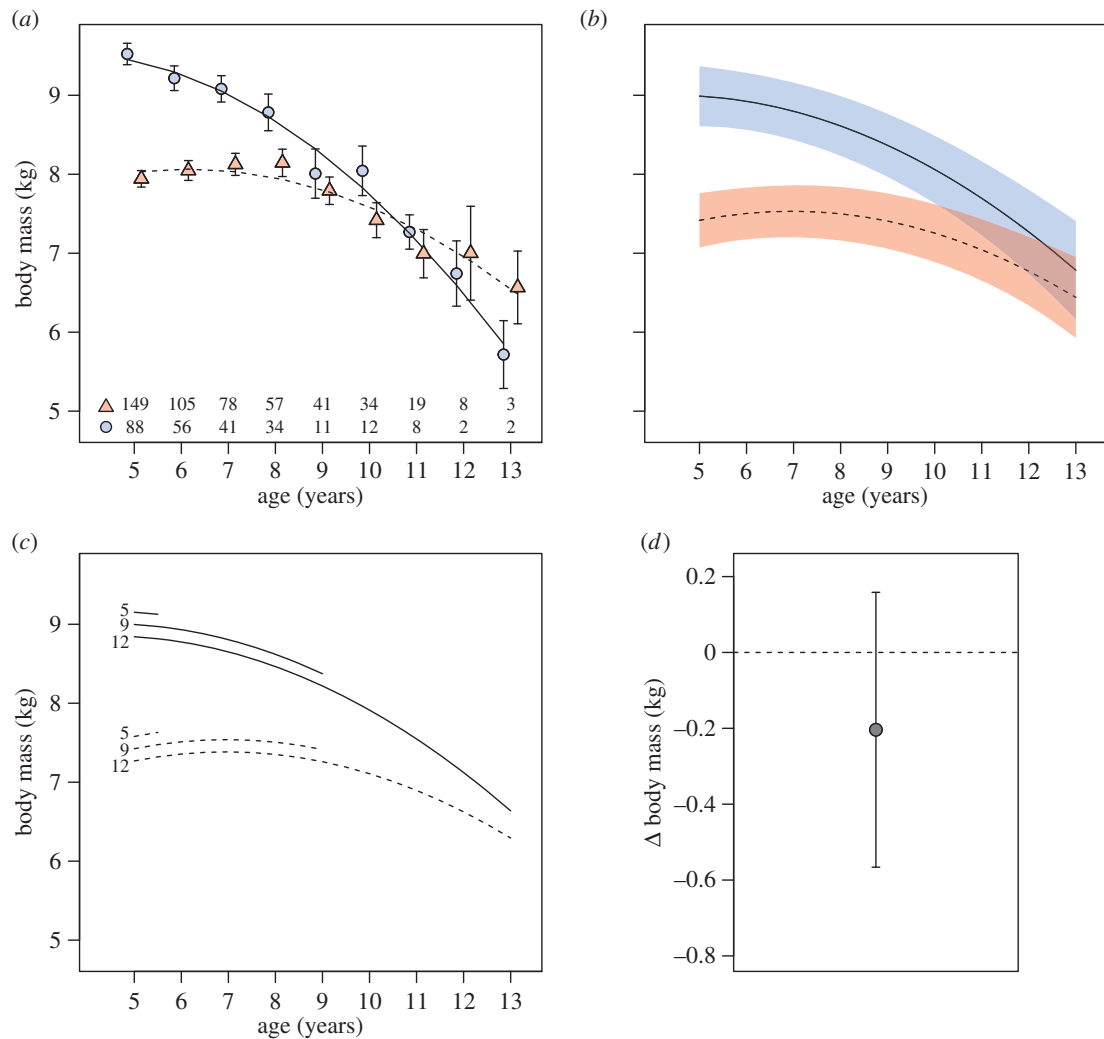 (a)
body mass (kg)
9
8
7
6
5
149 105 78 57 41 34 19 8 3
88 56 41 34 11 12 8 2 2
5 6 7 8 9 10 11 12 13
age (years)
(b)
5 6 7 8 9 10 11 12 13
age (years)
(c)
body mass (kg)
9
8
7
6
5
5
9
12
5
9
12
5 6 7 8 9 10 11 12 13
age (years)
(d)
Δ body mass (kg)
0.2
0
–0.2
–0.4
–0.6
–0.8